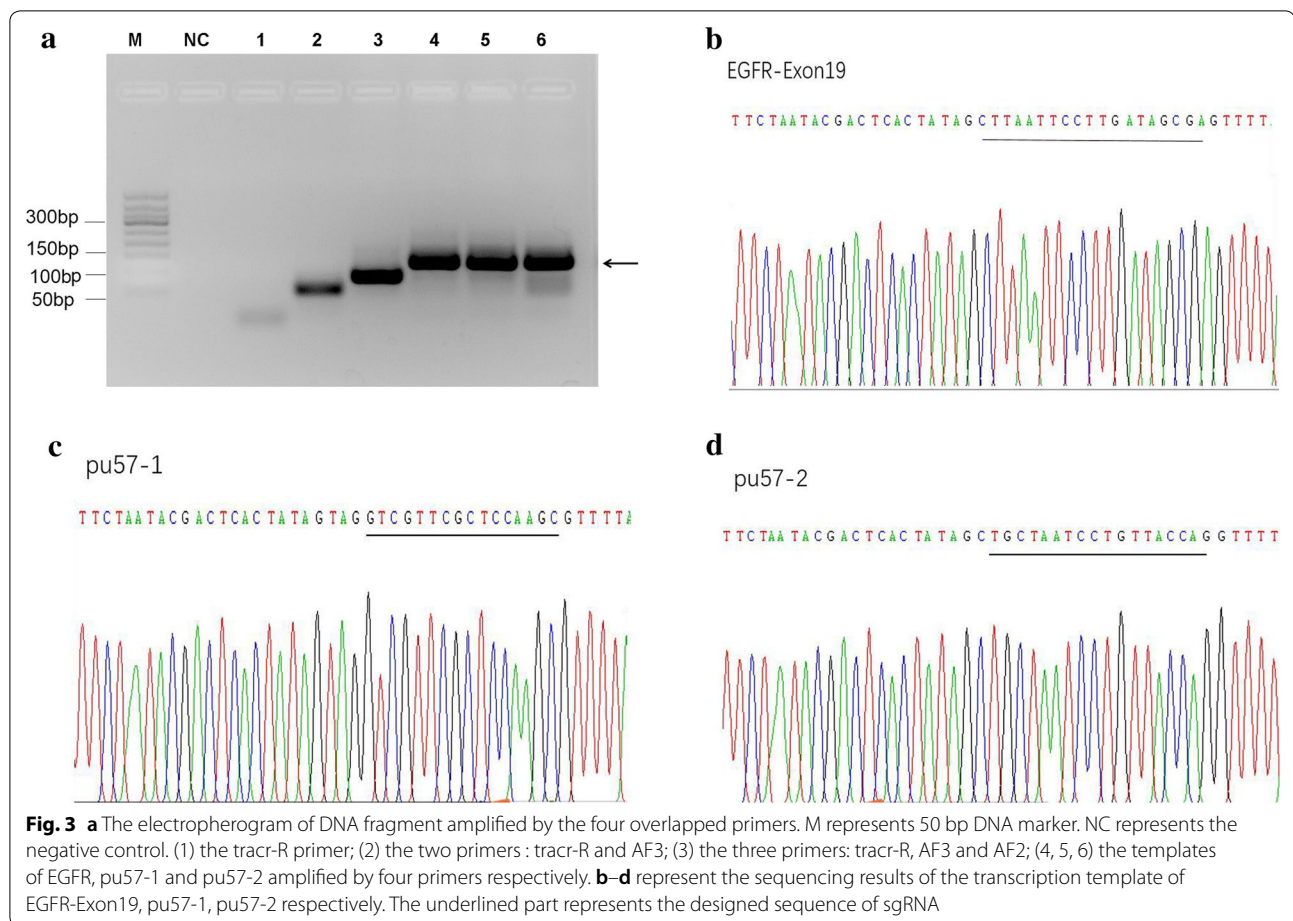 a
M NC 1 2 3 4 5 6
300bp
150bp
100bp
50bp
b
EGFR-Exon19
TTCTAATACGACTCACTATAGCTTAATTCCTTGATAGCGAGTTTT
c
pu57-1
TTCTAATACGACTCACTATAGTAGGTCGTTCGCTCCAAGCGTTTTA
d
pu57-2
TTCTAATACGACTCACTATAGCTGCTAATCCTGTTACCAGGTTTT
Fig. 3 a The electropherogram of DNA fragment amplified by the four overlapped primers. M represents 50 bp DNA marker. NC represents the
negative control. (1) the tracr-R primer; (2) the two primers : tracr-R and AF3; (3) the three primers: tracr-R, AF3 and AF2; (4, 5, 6) the templates
of EGFR, pu57-1 and pu57-2 amplified by four primers respectively. b–d represent the sequencing results of the transcription template of
EGFR-Exon19, pu57-1, pu57-2 respectively. The underlined part represents the designed sequence of sgRNA